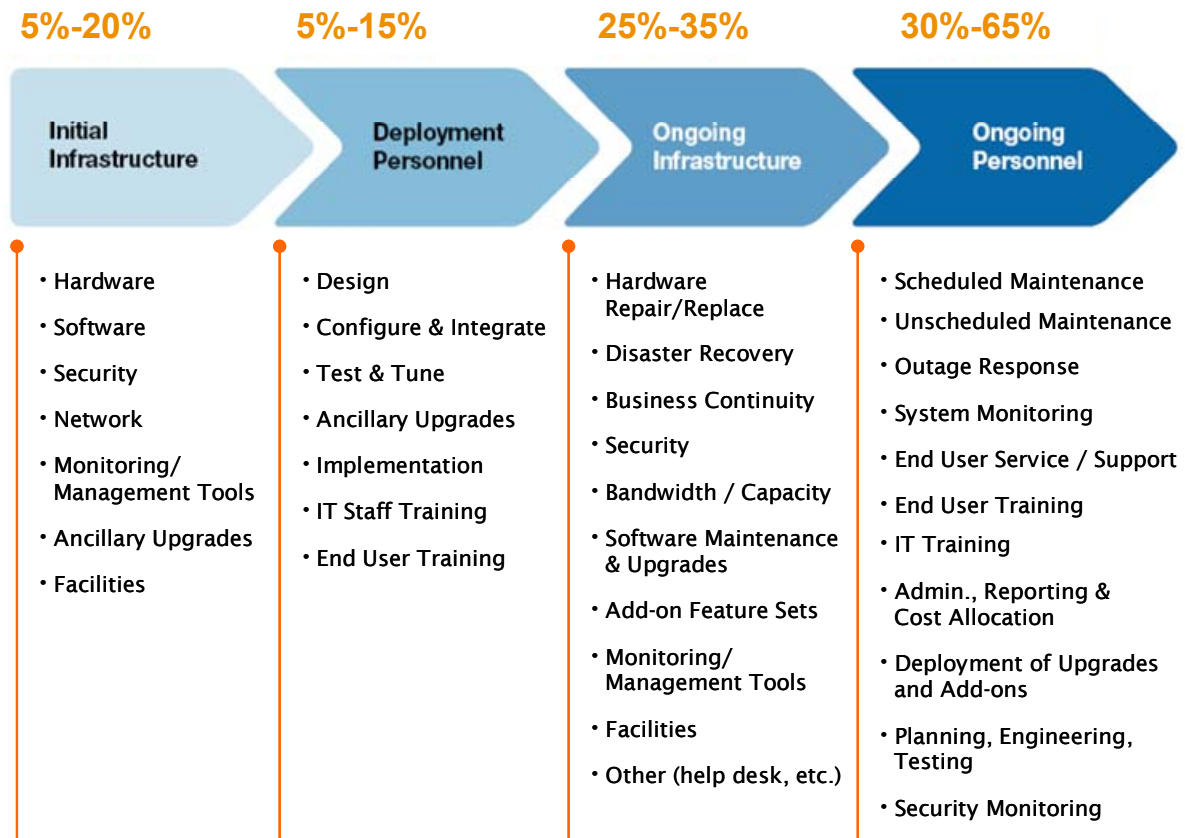 5%-20%
5%-15%
25%-35%
30%-65%
Initial
Infrastructure
Deployment
Personnel
Ongoing
Infrastructure
Ongoing
Personnel
• Hardware
• Software
• Security
• Network
• Monitoring/
Management Tools
• Ancillary Upgrades
• Facilities
• Design
• Configure & Integrate
• Test & Tune
• Ancillary Upgrades
• Implementation
• IT Staff Training
• End User Training
• Hardware
Repair/Replace
• Disaster Recovery
• Business Continuity
• Security
• Bandwidth / Capacity
• Software Maintenance
& Upgrades
• Add-on Feature Sets
• Monitoring/
Management Tools
• Facilities
• Other (help desk, etc.)
• Scheduled Maintenance
• Unscheduled Maintenance
• Outage Response
• System Monitoring
• End User Service / Support
• End User Training
• IT Training
• Admin., Reporting &
Cost Allocation
• Deployment of Upgrades
and Add-ons
• Planning, Engineering,
Testing
• Security Monitoring